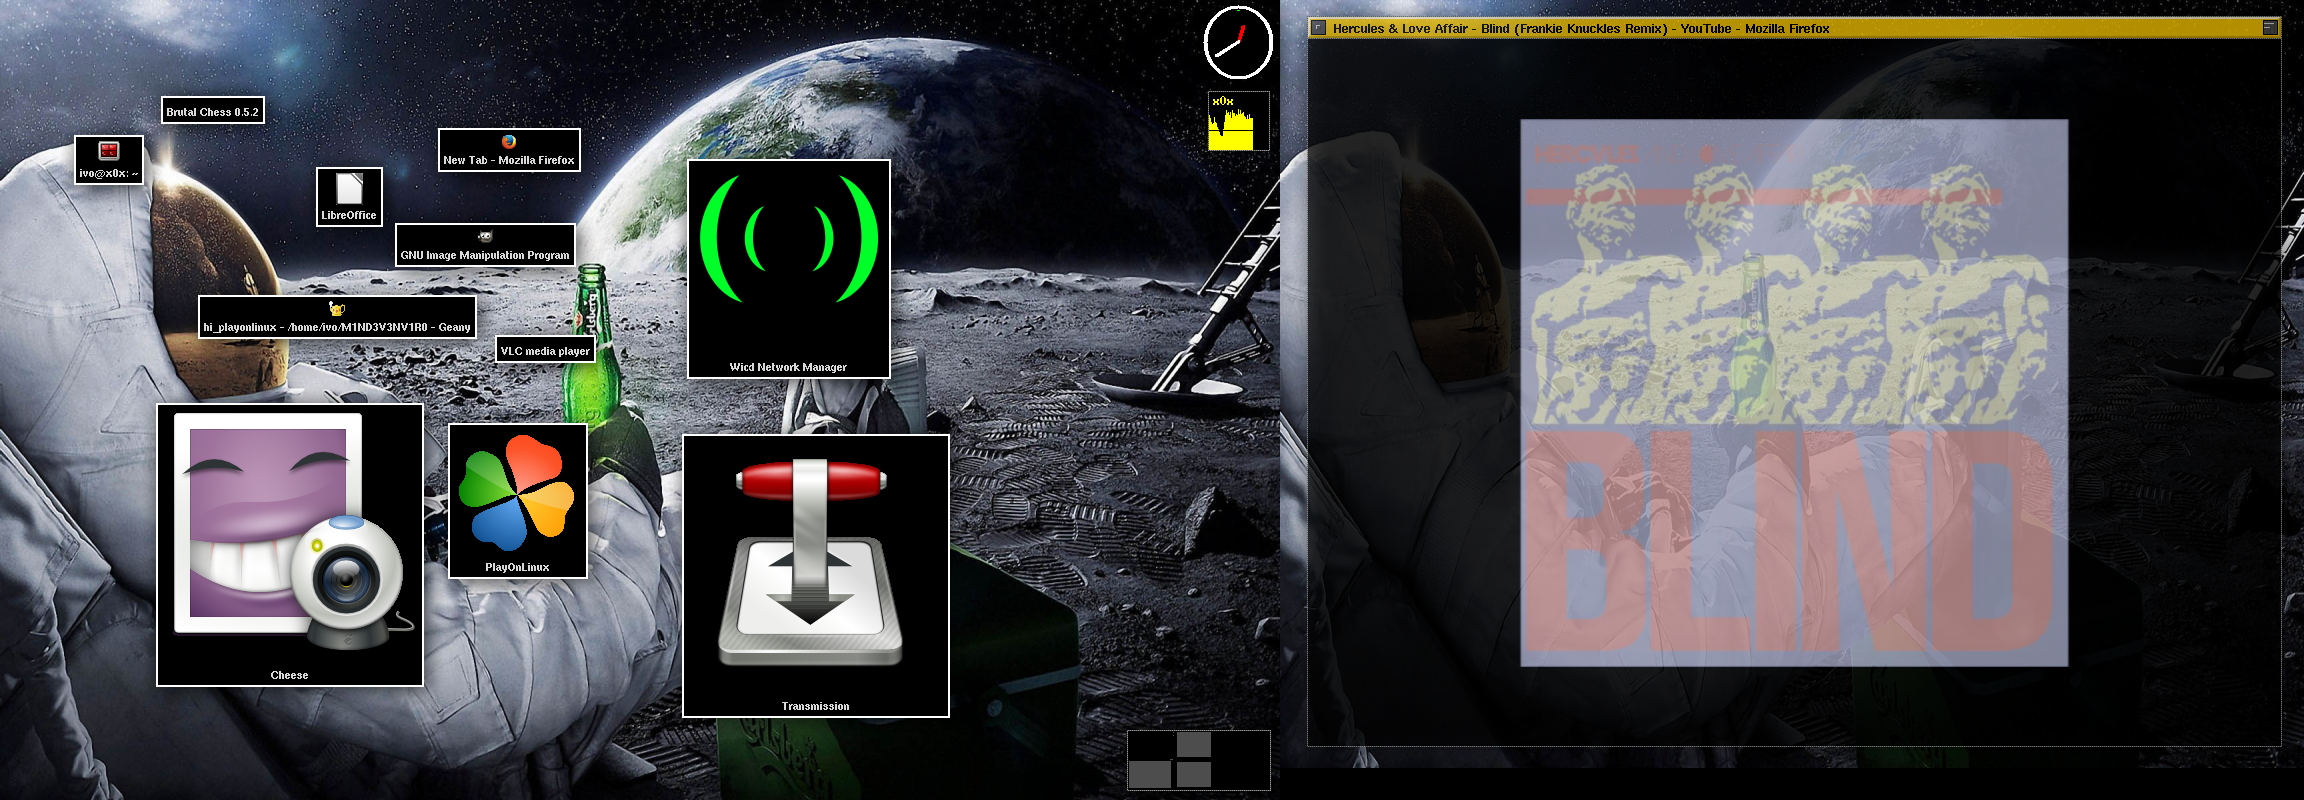 Hercules & Love Affair - Blind (Frankie Knuckles Remix) - YouTube - Mozilla Firefox
x0x
Brutal Chess 0.5.2
ivo@x0x: ~
New Tab - Mozilla Firefox
LibreOffice
GNU Image Manipulation Program
hi_playonlinux - /home/ivo/M1ND3V3NV1R0 - Geany
VLC media player
Wicd Network Manager
Cheese
PlayOnLinux
Transmission
HERCULES
BLIND